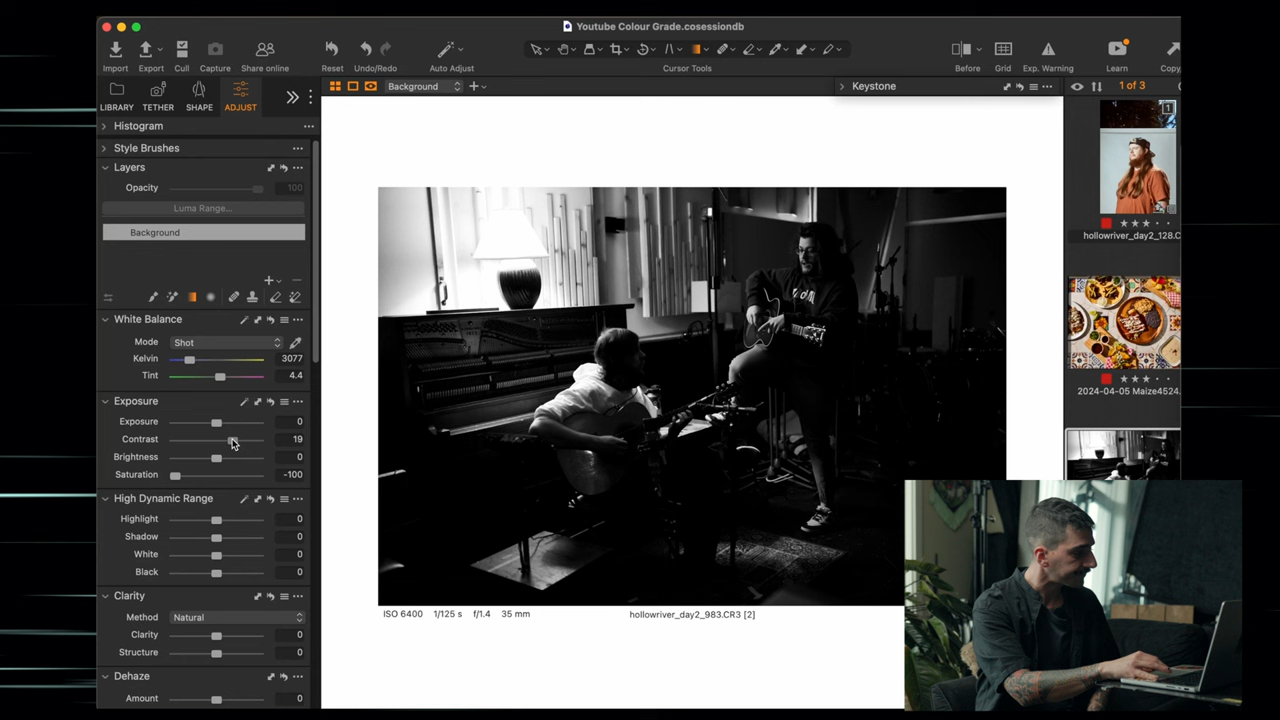 Youtube Colour Grade.cosessiondb
Import Export Cull Capture Share online Reset Undo/Redo Auto Adjust Cursor Tools Before Grid Exp. Warning Learn Copy
LIBRARY TETHER SHAPE ADJUST
Background
Keystone
1 of 3
Histogram
Style Brushes
Layers
Opacity 100
Luma Range...
Background
White Balance
Mode Shot
Kelvin 3077
Tint 4.4
Exposure
Exposure 0
Contrast 19
Brightness 0
Saturation -100
High Dynamic Range
Highlight 0
Shadow 0
White 0
Black 0
Clarity
Method Natural
Clarity 0
Structure 0
Dehaze
Amount 0
ISO 6400 1/125 s f/1.4 35 mm
hollowriver_day2_983.CR3 [2]
1
hollowriver_day2_128.C
2024-04-05 Maize4524.